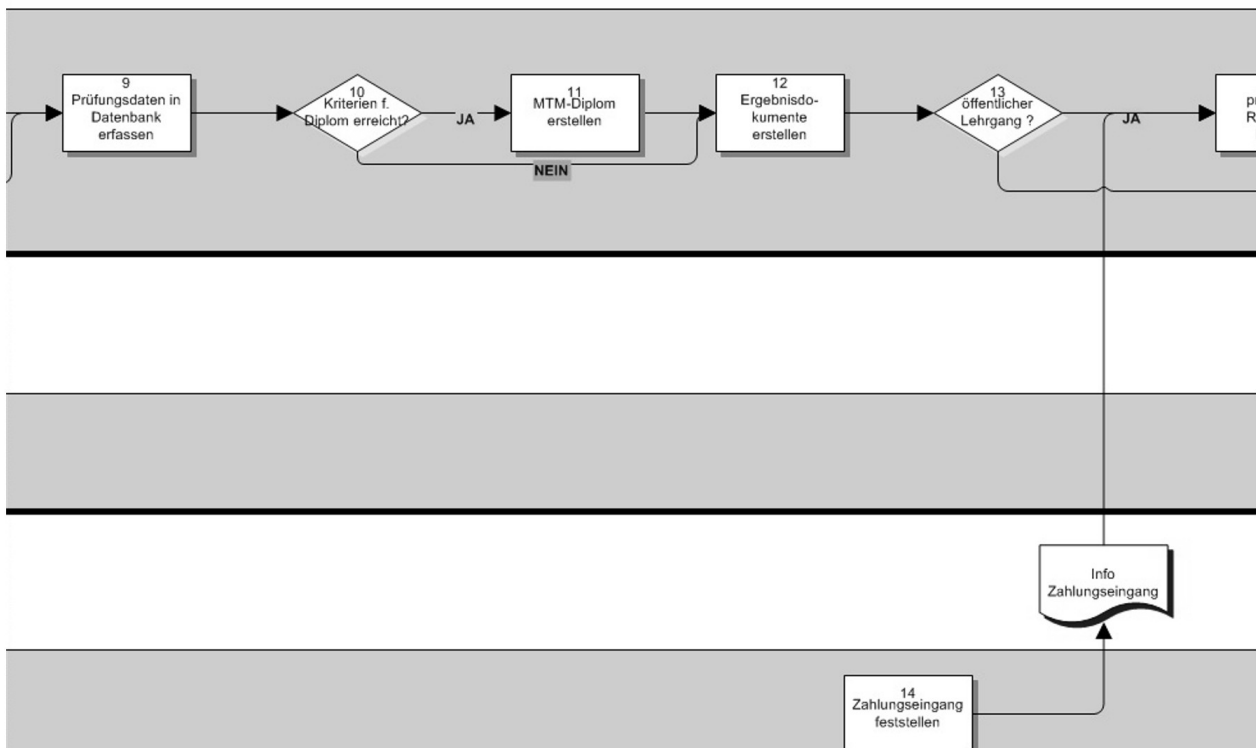 9
Prüfungsdaten in
Datenbank
erfassen
10
Kriterien f.
Diplom erreicht?
JA
NEIN
11
MTM-Diplom
erstellen
12
Ergebnisdo-
kumente
erstellen
13
öffentlicher
Lehrgang ?
JA
Info
Zahlungseingang
14
Zahlungseingang
feststellen